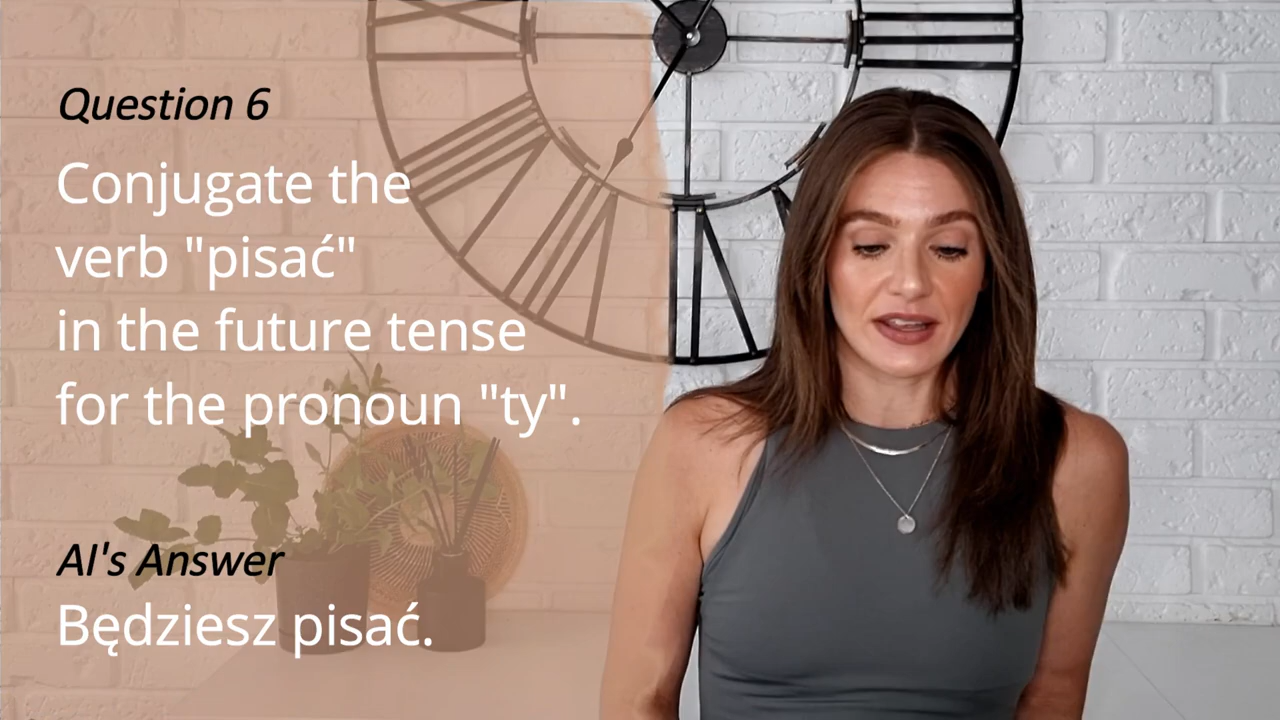 Question 6
Conjugate the
verb "pisać"
in the future tense
for the pronoun "ty".
AI's Answer
Będziesz pisać.